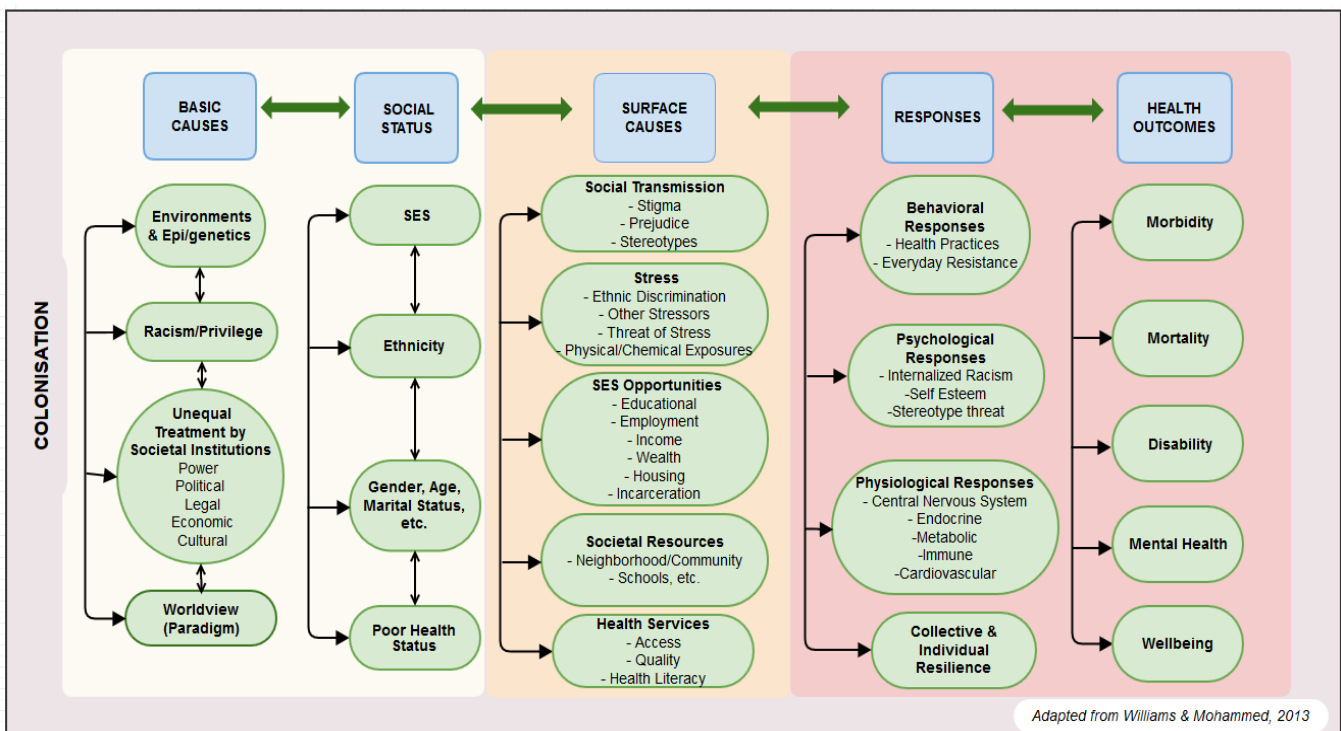 COLONISATION
BASIC
CAUSES
Environments
& Epi/genetics
Racism/Privilege
Unequal
Treatment by
Societal Institutions
Power
Political
Legal
Economic
Cultural
Worldview
(Paradigm)
SOCIAL
STATUS
SES
Ethnicity
Gender, Age,
Marital Status,
etc.
Poor Health
Status
SURFACE
CAUSES
Social Transmission
- Stigma
- Prejudice
- Stereotypes
Stress
- Ethnic Discrimination
- Other Stressors
- Threat of Stress
- Physical/Chemical Exposures
SES Opportunities
- Educational
- Employment
- Income
- Wealth
- Housing
- Incarceration
Societal Resources
- Neighborhood/Community
- Schools, etc.
Health Services
- Access
- Quality
- Health Literacy
RESPONSES
Behavioral
Responses
- Health Practices
- Everyday Resistance
Psychological
Responses
- Internalized Racism
-Self Esteem
-Stereotype threat
Physiological Responses
- Central Nervous System
- Endocrine
-Metabolic
- Immune
-Cardiovascular
Collective &
Individual
Resilience
HEALTH
OUTCOMES
Morbidity
Mortality
Disability
Mental Health
Wellbeing
Adapted from Williams & Mohammed, 2013